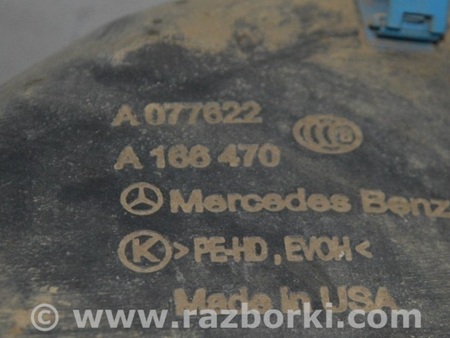 A 077622
A 166 470
Mercedes Benz
K >PE-HD, EVOH<
Made in USA
© www.razborki.com